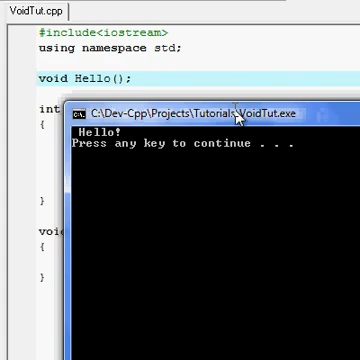 VoidTut.cpp
#include<iostream>
using namespace std;
void Hello();
int
{
C:\Dev-Cpp\Projects\Tutorials\VoidTut.exe
Hello!
Press any key to continue . . .
}
void
{
}